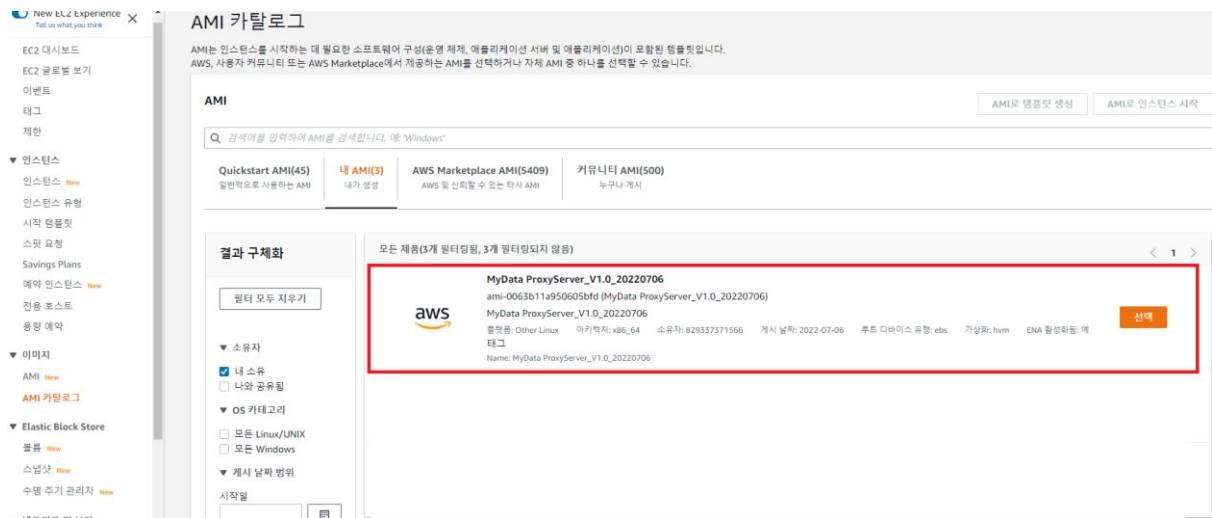 New EC2 Experience
Tell us what you think
EC2 대시보드
EC2 글로벌 보기
이벤트
태그
제한
인스턴스
인스턴스 New
인스턴스 유형
시작 템플릿
스팟 요청
Savings Plans
예약 인스턴스 New
전용 호스트
용량 예약
이미지
AMI New
AMI 카탈로그
Elastic Block Store
볼륨 New
스냅샷 New
수명 주기 관리자 New
AMI 카탈로그
AMI는 인스턴스를 시작하는 데 필요한 소프트웨어 구성(운영 체제, 애플리케이션 서버 및 애플리케이션)이 포함된 템플릿입니다.
AWS, 사용자 커뮤니티 또는 AWS Marketplace에서 제공하는 AMI를 선택하거나 자체 AMI 중 하나를 선택할 수 있습니다.
AMI
AMI로 템플릿 생성
AMI로 인스턴스 시작
검색어를 입력하여 AMI를 검색합니다. 예: 'Windows'
Quickstart AMI(45)
일반적으로 사용하는 AMI
내 AMI(3)
내가 생성
AWS Marketplace AMI(5409)
AWS 및 신뢰할 수 있는 타사 AMI
커뮤니티 AMI(500)
누구나 게시
결과 구체화
필터 모두 지우기
소유자
내 소유
나와 공유됨
OS 카테고리
모든 Linux/UNIX
모든 Windows
게시 날짜 범위
시작일
모든 제품(3개 필터링됨, 3개 필터링되지 않음)
1
MyData ProxyServer_V1.0_20220706
ami-0063b11a950605bfd (MyData ProxyServer_V1.0_20220706)
aws
MyData ProxyServer_V1.0_20220706
플랫폼: Other Linux 아키텍처: x86_64 소유자: 829337371566 게시 날짜: 2022-07-06 루트 디바이스 유형: ebs 가상화: hvm ENA 활성화됨: 예
태그
Name: MyData ProxyServer_V1.0_20220706
선택